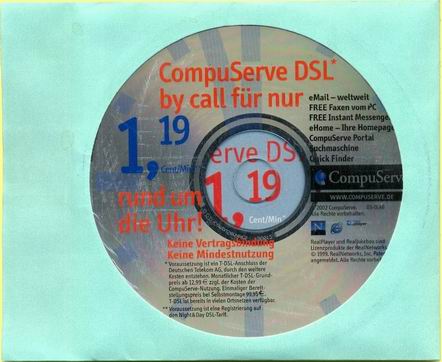 CompuServe DSL*
by call für nur
eMail – weltweit
FREE Faxen vom PC
FREE Instant Messenger
eHome – Ihre Homepage
CompuServe Portal
Suchmaschine
Quick Finder
1,19
Cent/Min
erve DS
1,19
Cent/Min
CompuServe
WWW.COMPUSERVE.DE
rund um
die Uhr!
2002 CompuServe.
Alle Rechte vorbehalten.
Keine Vertragsbindung
Keine Mindestnutzung
RealPlayer und RealJukebox sind
Lizenzprodukte der RealNetworks
© 1999. RealNetworks, Inc. Paten
angemeldet. Alle Rechte vorbe
* Voraussetzung ist ein T-DSL-Anschluss
der Deutschen Telekom AG, durch den weitere
Kosten entstehen. Monatlicher T-DSL-Grund-
preis ab 12,99 € zzgl. der Kosten der
CompuServe-Nutzung. Einmaliger Bereit-
stellungspreis bei Selbstmontage 99,95 €.
T-DSL ist bereits in vielen Ortsnetzen verfügbar.
** Voraussetzung ist eine Registrierung auf
den Night & Day DSL-Tarif.